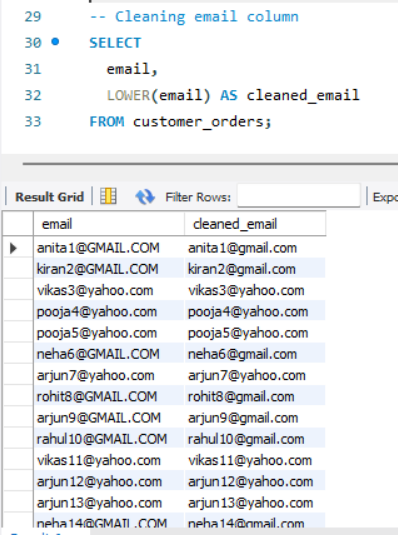 29 -- Cleaning email column
30 SELECT
31 email,
32 LOWER(email) AS cleaned_email
33 FROM customer_orders;
Result Grid Filter Rows: Expo
email cleaned_email
anita1@GMAIL.COM anita1@gmail.com
kiran2@GMAIL.COM kiran2@gmail.com
vikas3@yahoo.com vikas3@yahoo.com
pooja4@yahoo.com pooja4@yahoo.com
pooja5@yahoo.com pooja5@yahoo.com
neha6@GMAIL.COM neha6@gmail.com
arjun7@yahoo.com arjun7@yahoo.com
rohit8@GMAIL.COM rohit8@gmail.com
arjun9@GMAIL.COM arjun9@gmail.com
rahul10@GMAIL.COM rahul10@gmail.com
vikas11@yahoo.com vikas11@yahoo.com
arjun12@yahoo.com arjun12@yahoo.com
arjun13@yahoo.com arjun13@yahoo.com
neha14@GMAIL.COM neha14@gmail.com